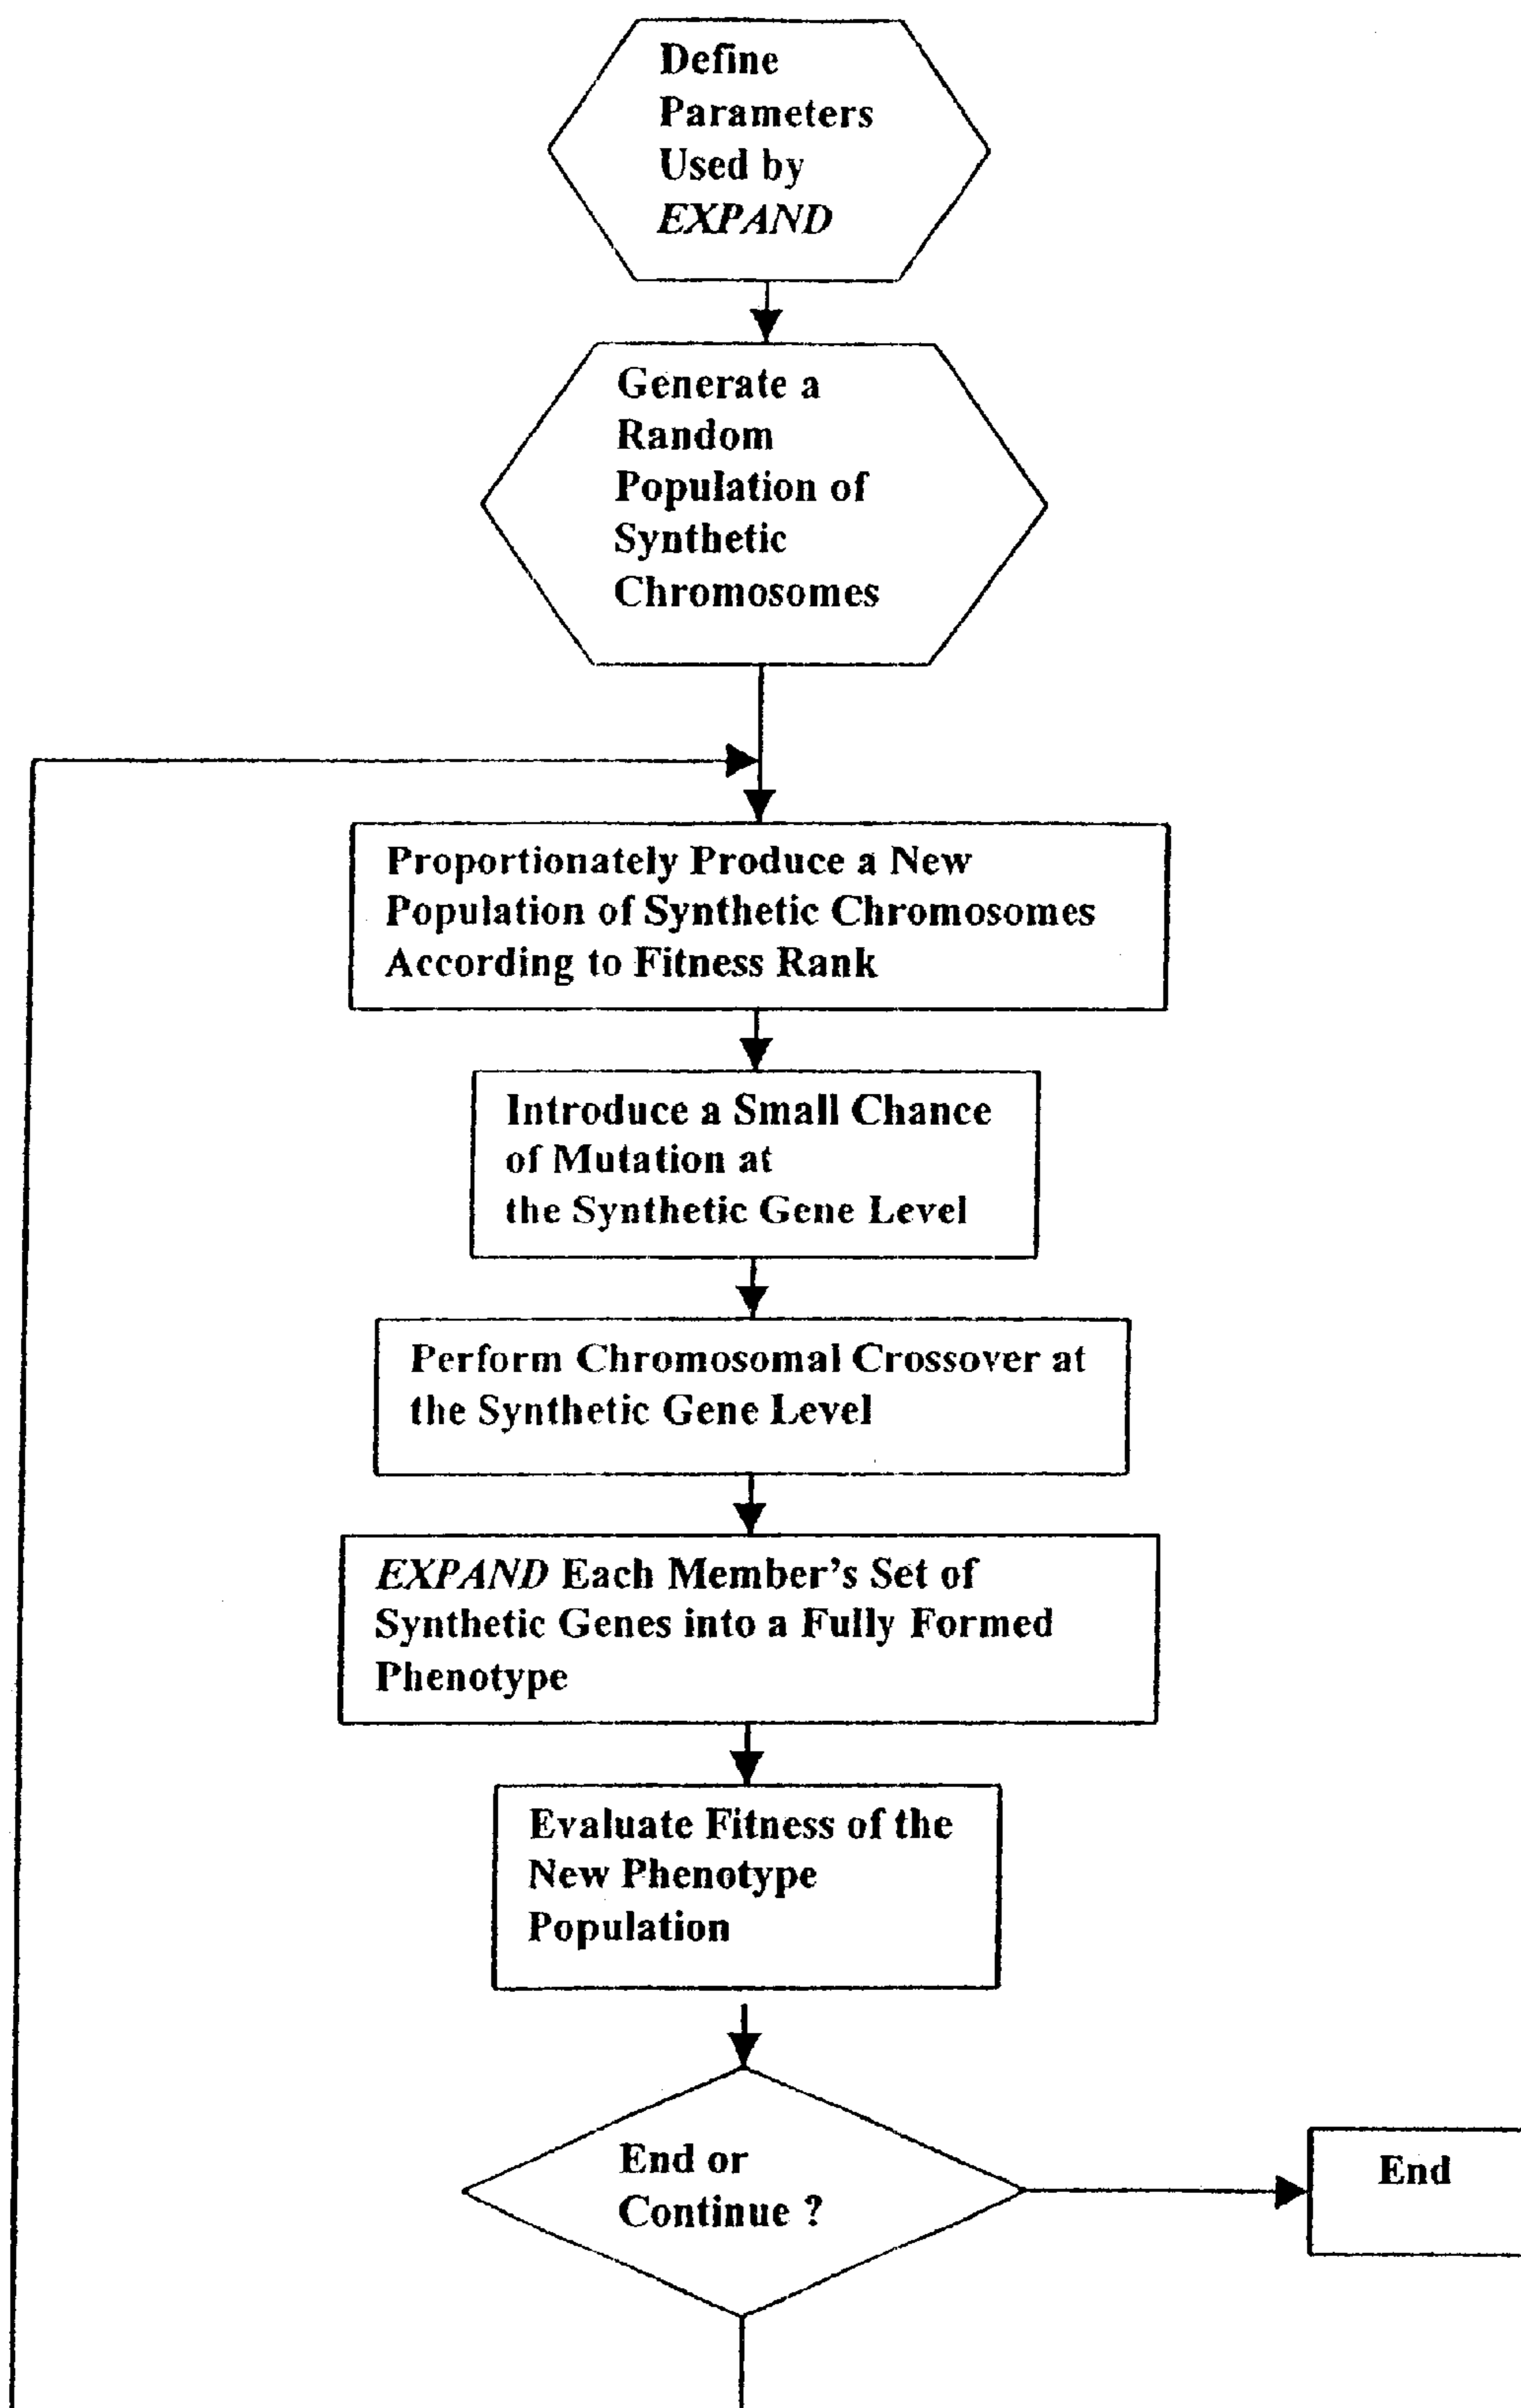 Define
Parameters
Used by
EXPAND
Generate a
Random
Population of
Synthetic
Chromosomes
Proportionately Produce a New
Population of Synthetic Chromosomes
According to Fitness Rank
Introduce a Small Chance
of Mutation at
the Synthetic Gene Level
Perform Chromosomal Crossover at
the Synthetic Gene Level
EXPAND Each Member's Set of
Synthetic Genes into a Fully Formed
Phenotype
Evaluate Fitness of the
New Phenotype
Population
End or
Continue ?
End